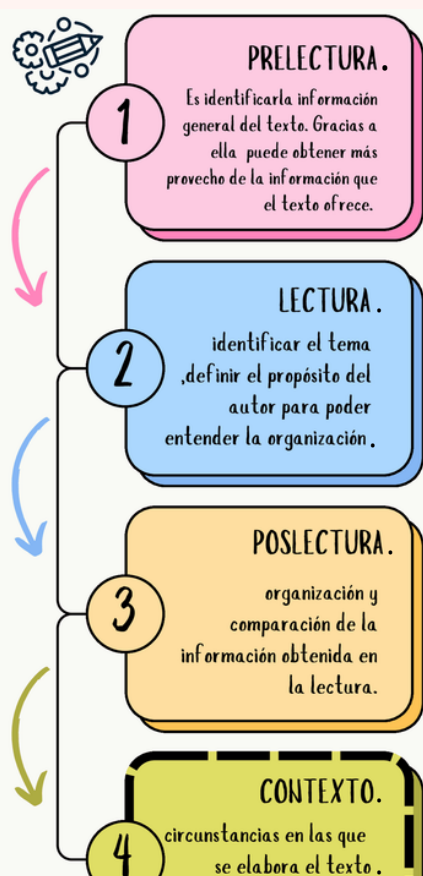 1
PRELECTURA.
Es identificarla información
general del texto. Gracias a
ella puede obtener más
provecho de la información que
el texto ofrece.
2
LECTURA.
identificar el tema
,definir el propósito del
autor para poder
entender la organización.
3
POSLECTURA.
organización y
comparación de la
información obtenida en
la lectura.
4
CONTEXTO.
circunstancias en las que
se elabora el texto.